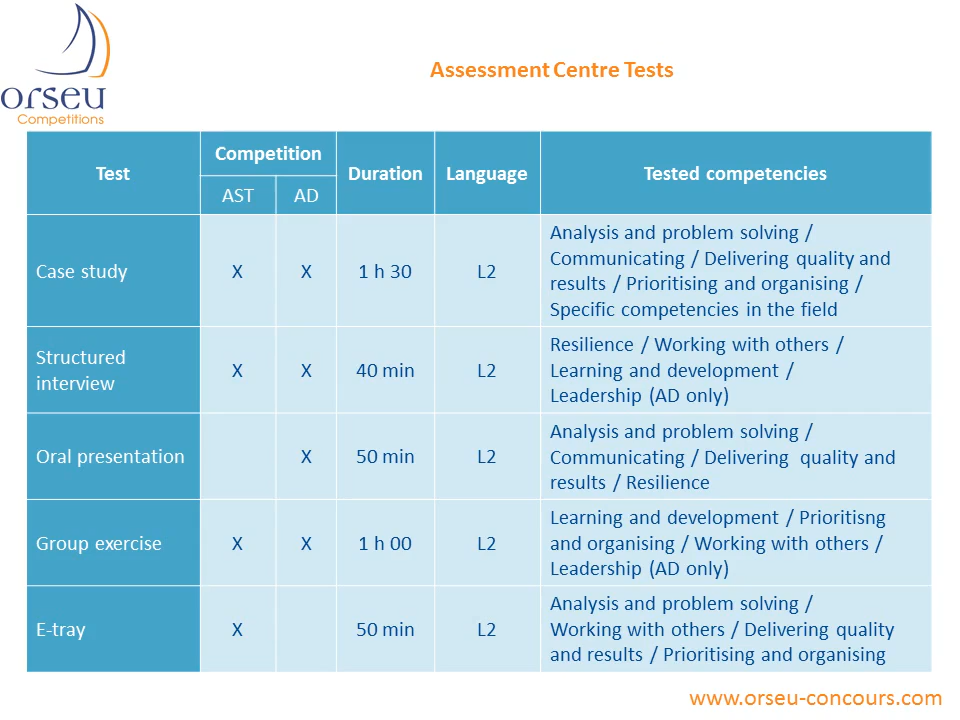 orseu
Competitions
Assessment Centre Tests
Test
Competition
AST
AD
Duration
Language
Tested competencies
Case study
X
X
1 h 30
L2
Analysis and problem solving /
Communicating / Delivering quality and
results / Prioritising and organising /
Specific competencies in the field
Structured
interview
X
X
40 min
L2
Resilience / Working with others /
Learning and development /
Leadership (AD only)
Oral presentation
X
50 min
L2
Analysis and problem solving /
Communicating / Delivering quality and
results / Resilience
Group exercise
X
X
1 h 00
L2
Learning and development / Prioritisng
and organising / Working with others /
Leadership (AD only)
E-tray
X
50 min
L2
Analysis and problem solving /
Working with others / Delivering quality
and results / Prioritising and organising
www.orseu-concours.com